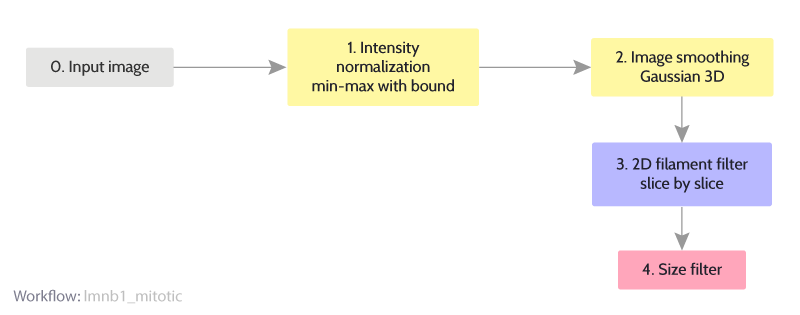 0. Input image
1. Intensity
normalization
min-max with bound
2. Image smoothing
Gaussian 3D
3. 2D filament filter
slice by slice
4. Size filter
Workflow: lmnb1_mitotic